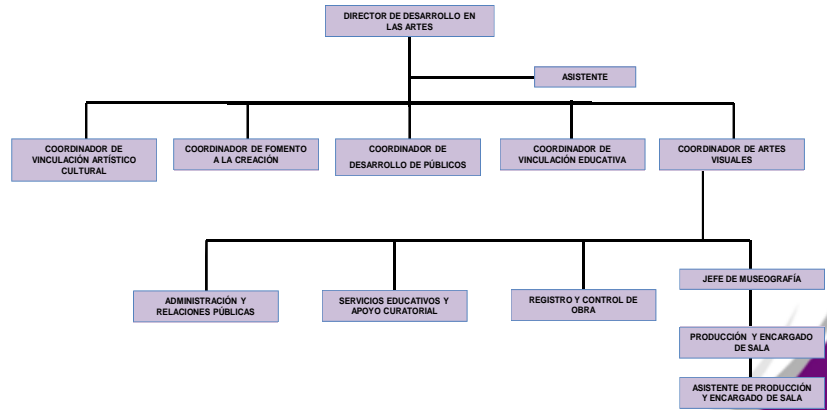 DIRECTOR DE DESARROLLO EN
LAS ARTES
ASISTENTE
COORDINADOR DE
VINCULACIÓN ARTÍSTICO
CULTURAL
COORDINADOR DE FOMENTO
A LA CREACIÓN
COORDINADOR DE
DESARROLLO DE PÚBLICOS
COORDINADOR DE
VINCULACIÓN EDUCATIVA
COORDINADOR DE ARTES
VISUALES
ADMINISTRACIÓN Y
RELACIONES PÚBLICAS
SERVICIOS EDUCATIVOS Y
APOYO CURATORIAL
REGISTRO Y CONTROL DE
OBRA
JEFE DE MUSEOGRAFÍA
PRODUCCIÓN Y ENCARGADO
DE SALA
ASISTENTE DE PRODUCCIÓN
Y ENCARGADO DE SALA